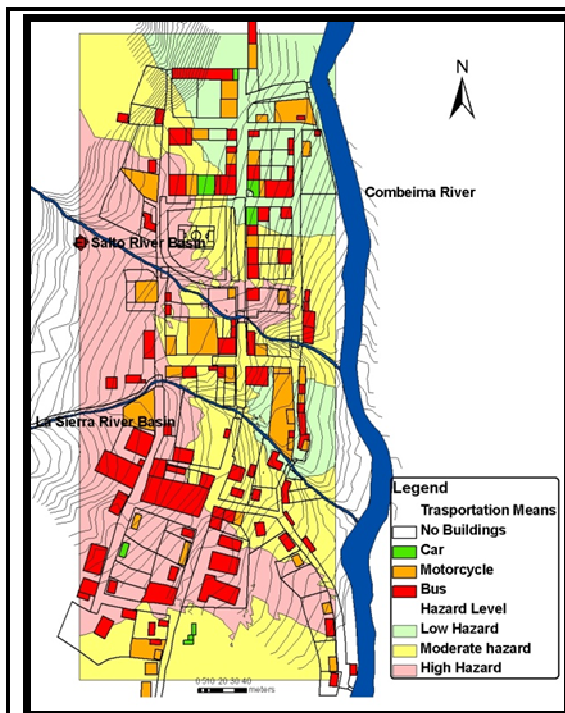 N
Combeima River
Salto River Basin
La Sierra River Basin
Legend
Trasportation Means
No Buildings
Car
Motorcycle
Bus
Hazard Level
Low Hazard
Moderate hazard
High Hazard
meters